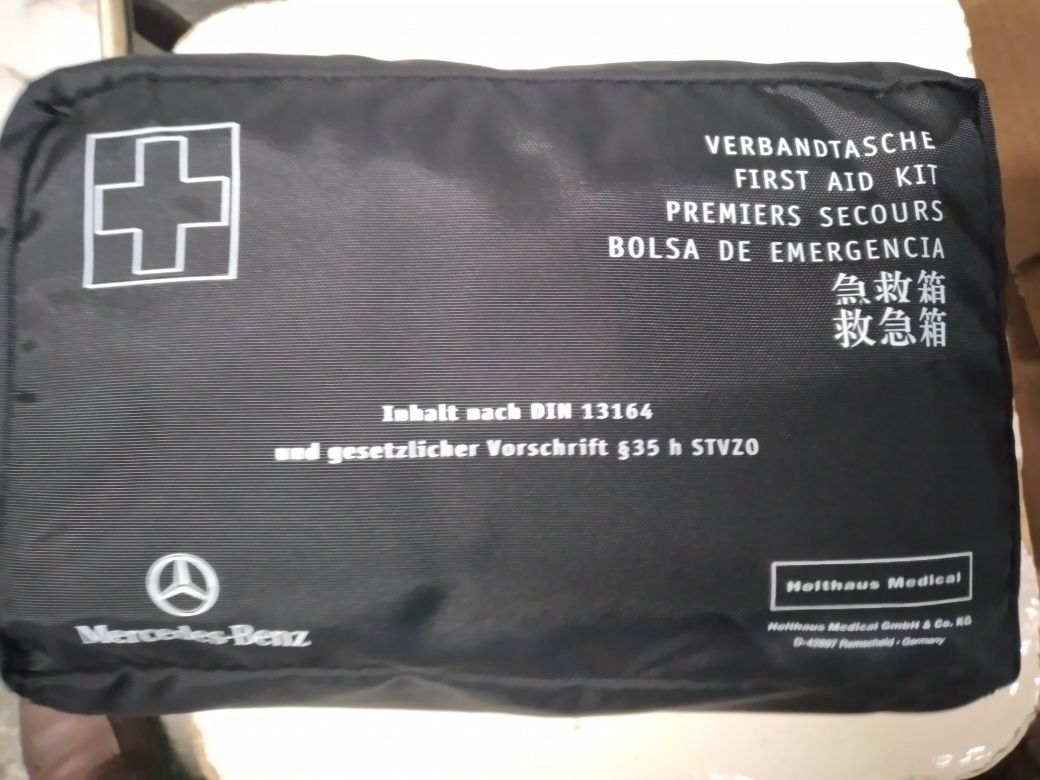 VERBANDTASCHE
FIRST AID KIT
PREMIERS SECOURS
BOLSA DE EMERGENCIA
急救箱
救急箱
Inhalt nach DIN 13164
und gesetzlicher Vorschrift §35 h STVZO
Mercedes-Benz
Holthaus Medical
Holthaus Medical GmbH & Co. KG
D-42897 Remscheid • Germany